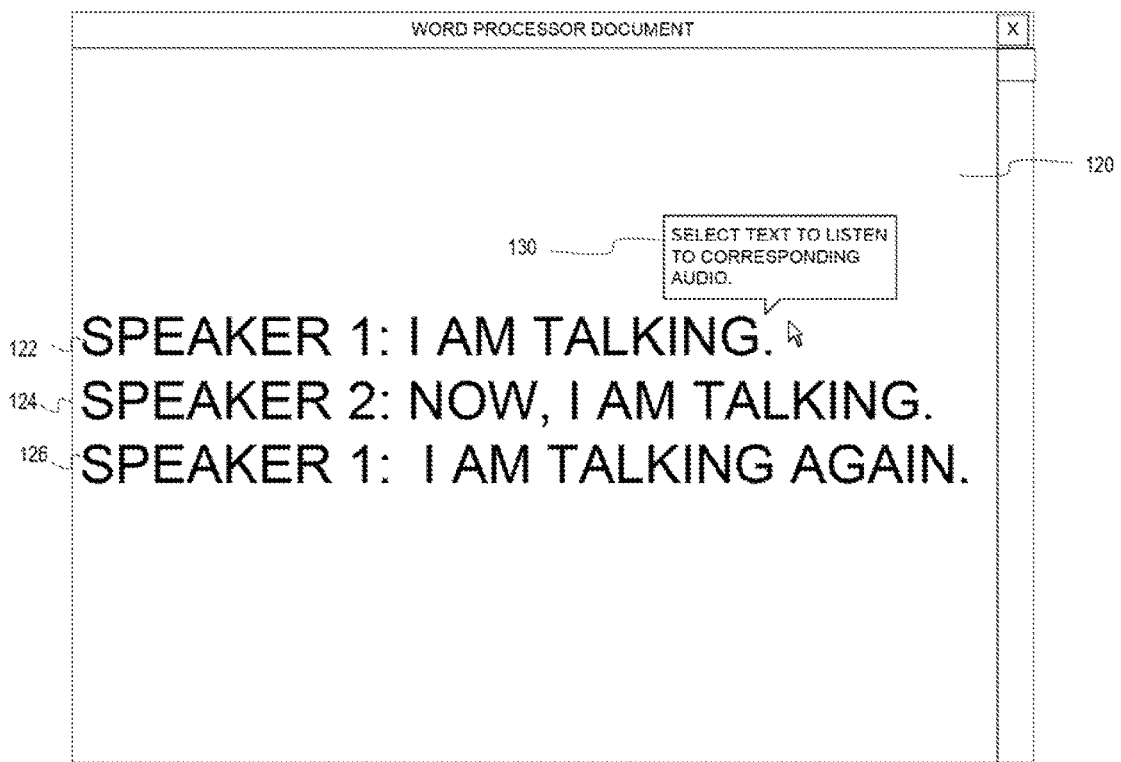 WORD PROCESSOR DOCUMENT X
120
130
SELECT TEXT TO LISTEN
TO CORRESPONDING
AUDIO.
122 SPEAKER 1: I AM TALKING.
124 SPEAKER 2: NOW, I AM TALKING.
126 SPEAKER 1: I AM TALKING AGAIN.